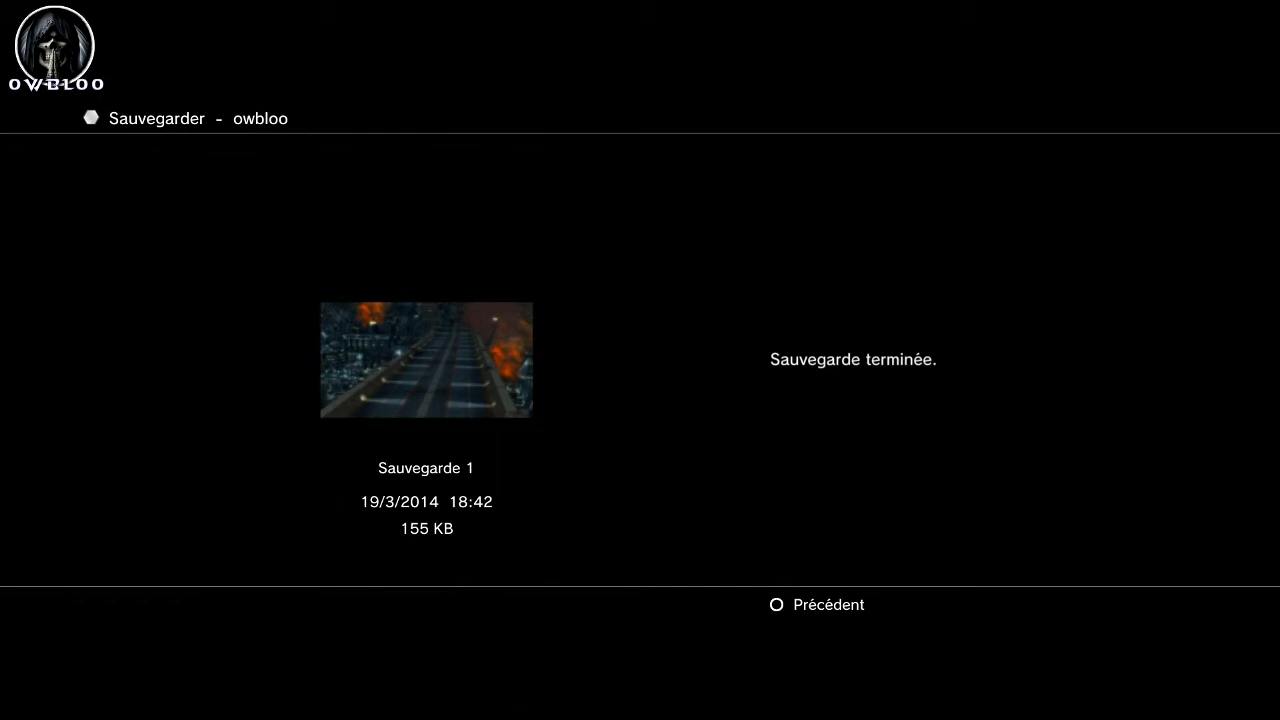 OWBLOO
Sauvegarder - owbloo
Sauvegarde terminée.
Sauvegarde 1
19/3/2014 18:42
155 KB
Précédent